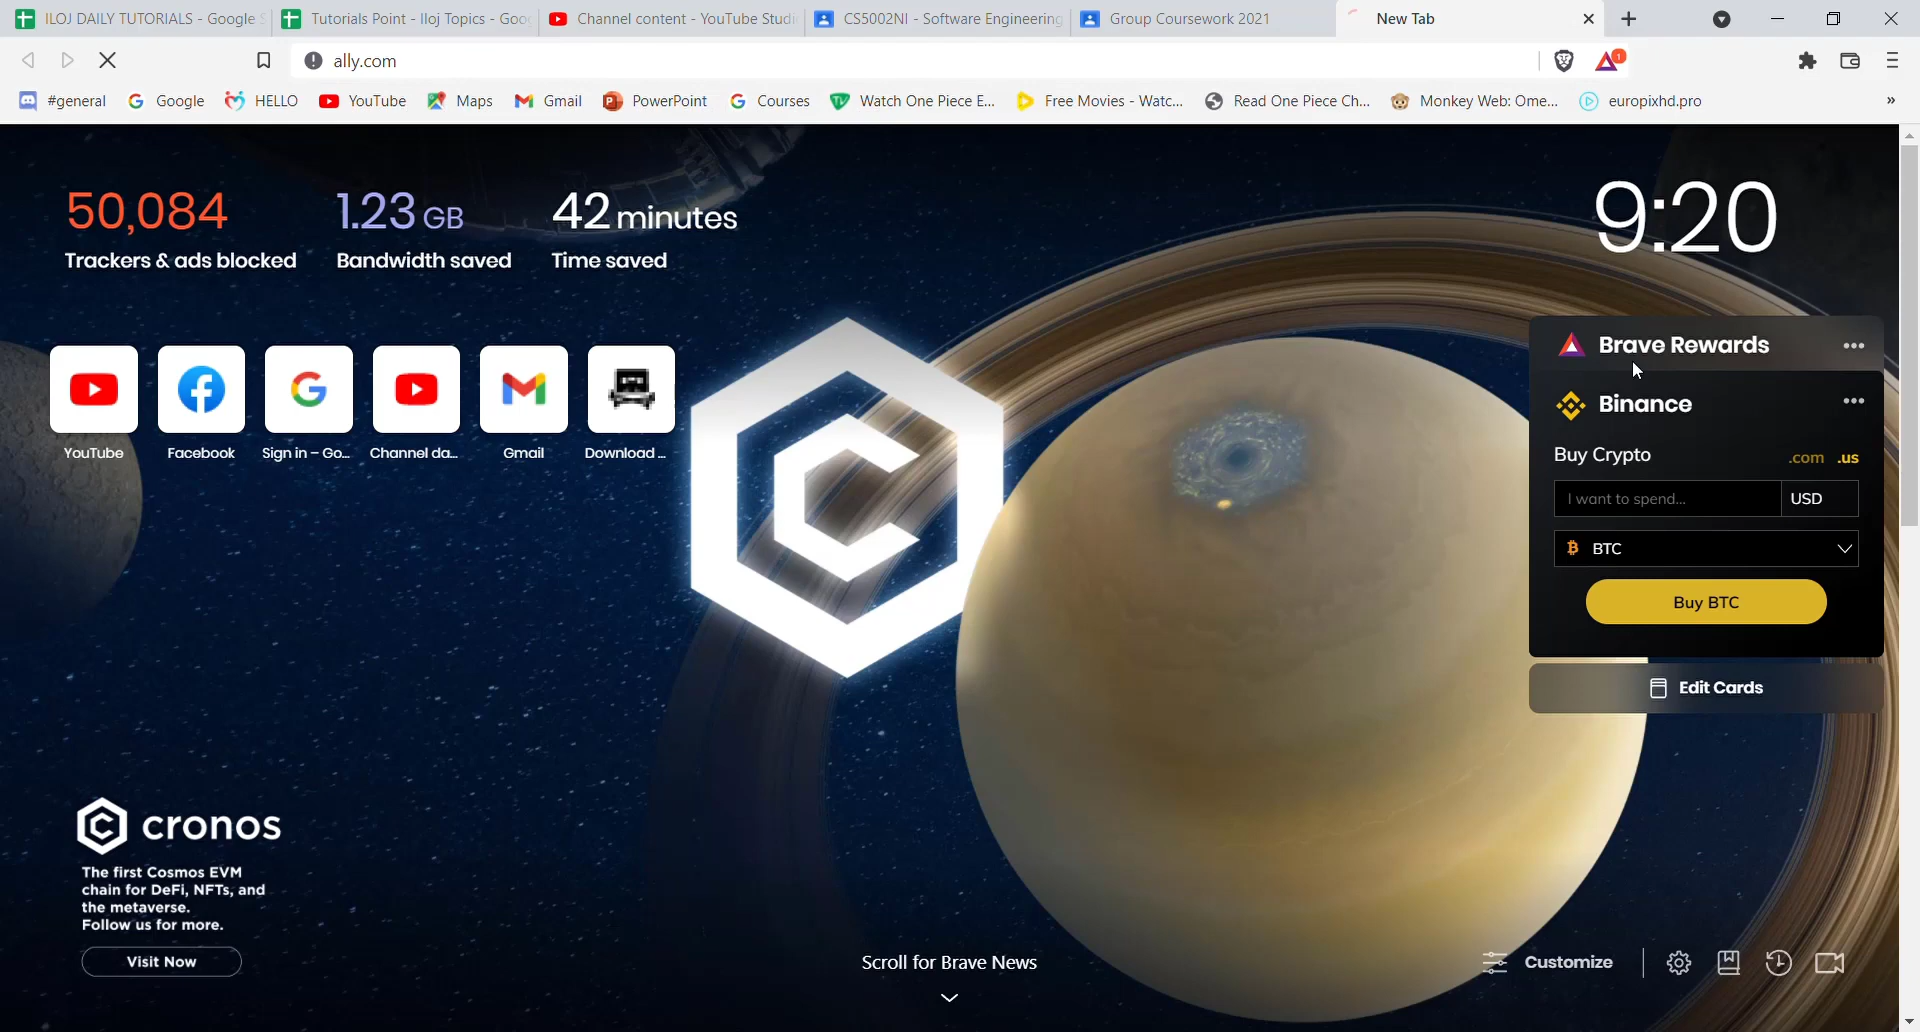 ILOJ DAILY TUTORIALS - Google S
Tutorials Point - Iloj Topics - Goo
Channel content - YouTube Studi
CS5002NI - Software Engineering
Group Coursework 2021
New Tab
ally.com
1
#general
Google
HELLO
YouTube
Maps
Gmail
PowerPoint
Courses
Watch One Piece E...
Free Movies - Watc...
Read One Piece Ch...
Monkey Web: Ome...
europixhd.pro
»
50,084
1.23 GB
42 minutes
9:20
Trackers & ads blocked
Bandwidth saved
Time saved
Brave Rewards
Binance
Buy Crypto
.com .us
I want to spend...
USD
BTC
Buy BTC
Edit Cards
YouTube
Facebook
Sign in – Go...
Channel da...
Gmail
Download ...
cronos
The first Cosmos EVM
chain for DeFi, NFTs, and
the metaverse.
Follow us for more.
Visit Now
Scroll for Brave News
Customize